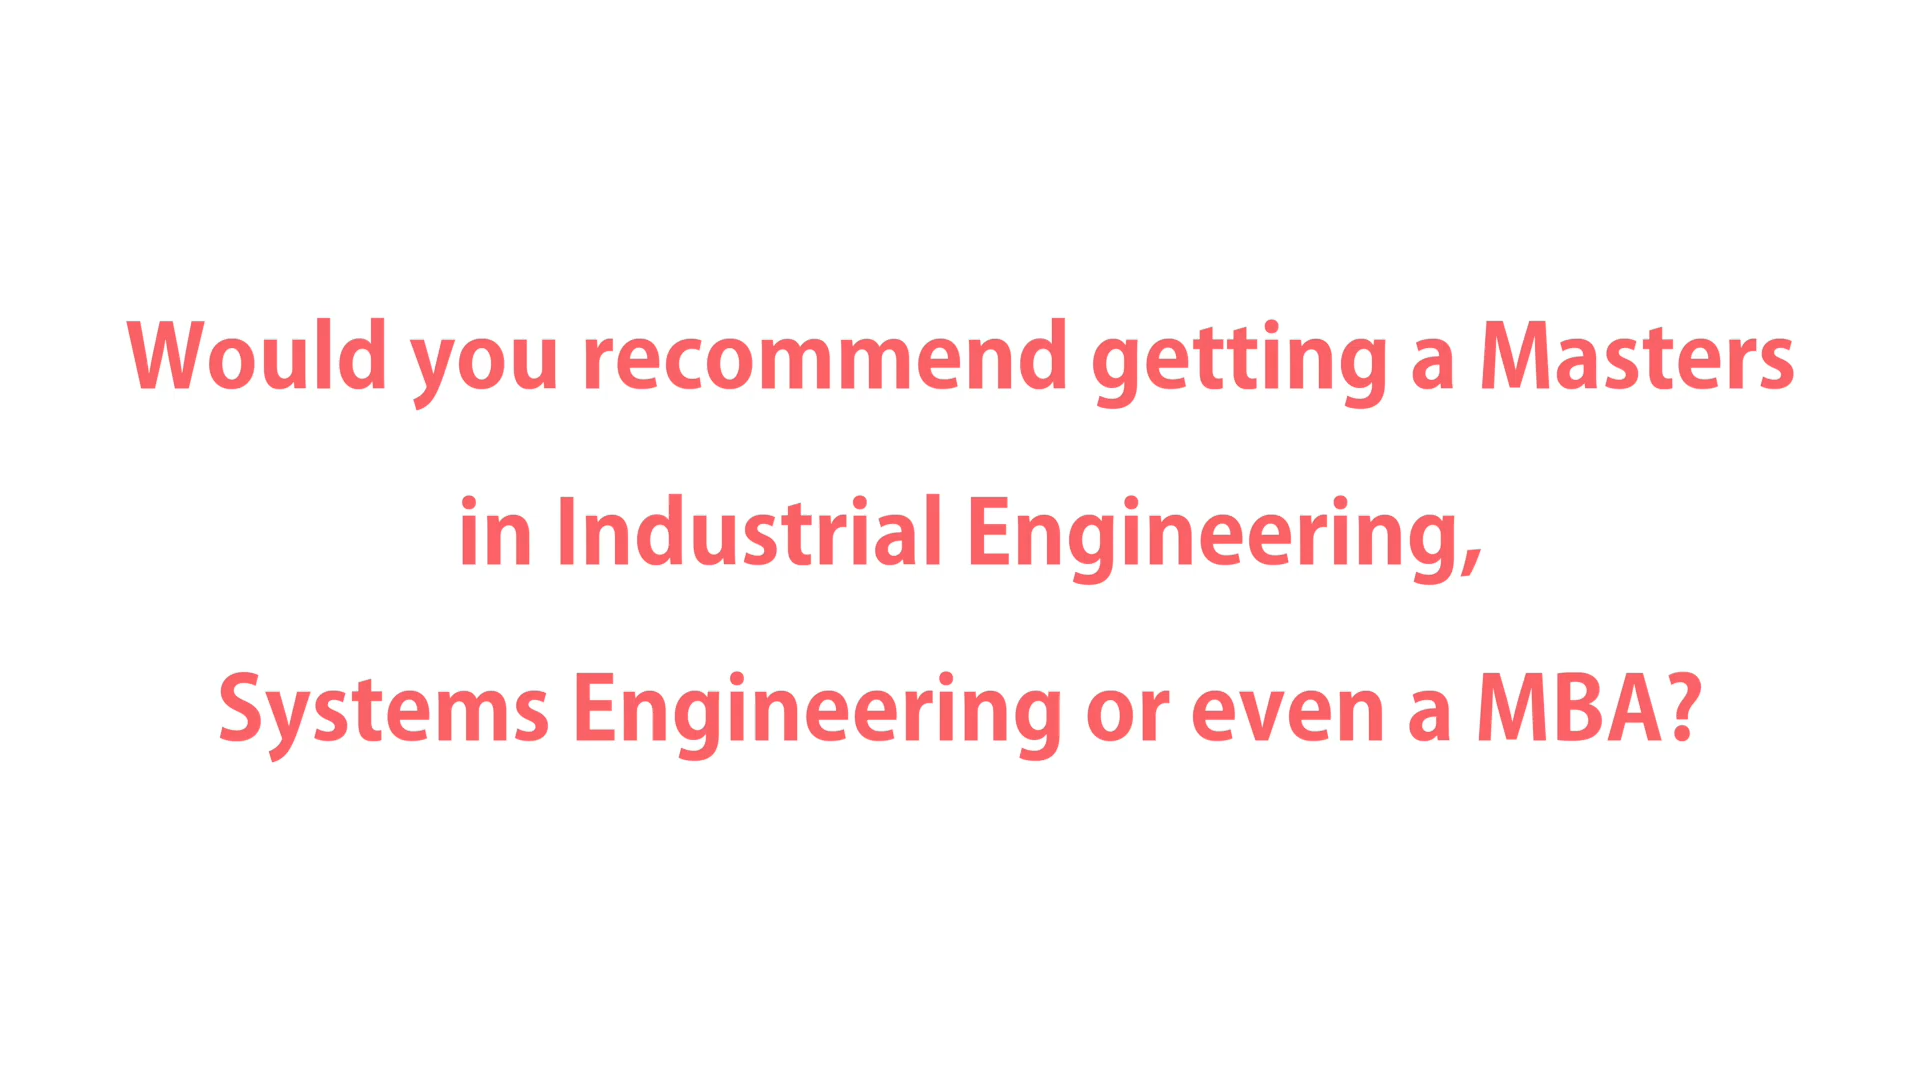 Would you recommend getting a Masters
in Industrial Engineering,
Systems Engineering or even a MBA?